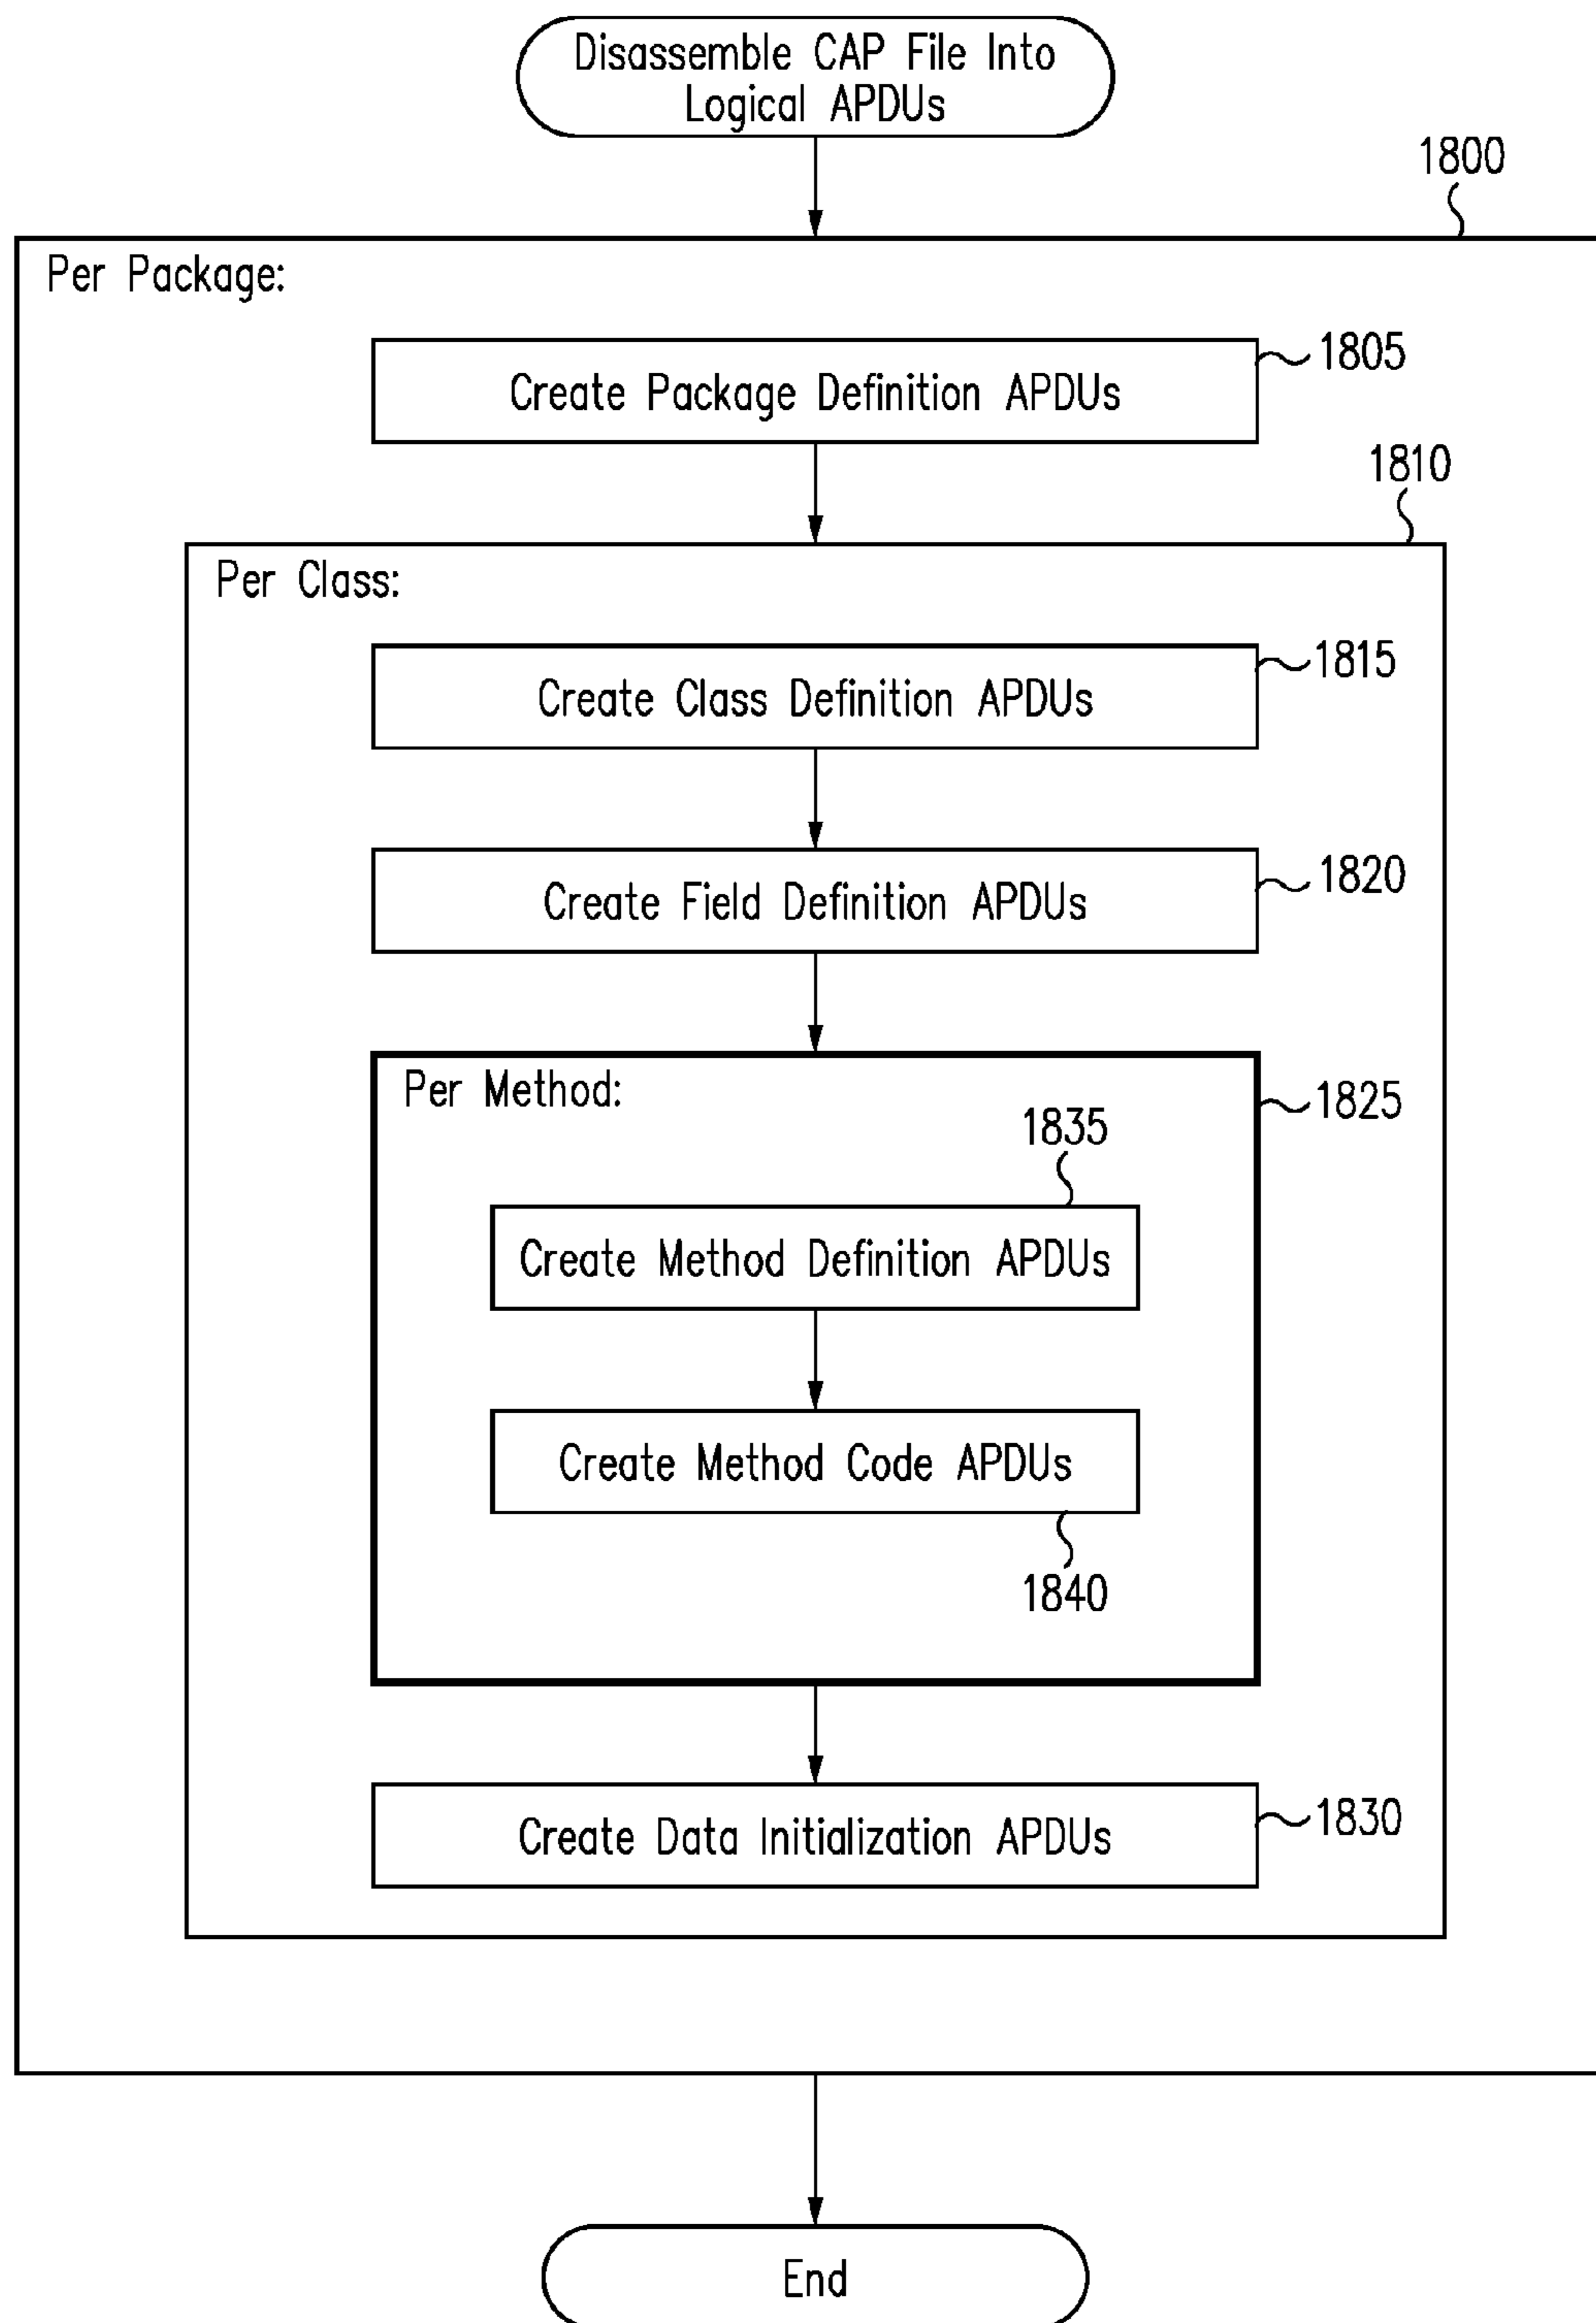 Disassemble CAP File Into
Logical APDUs
1800
Per Package:
1805
Create Package Definition APDUs
1810
Per Class:
1815
Create Class Definition APDUs
1820
Create Field Definition APDUs
Per Method:
1825
1835
Create Method Definition APDUs
Create Method Code APDUs
1840
1830
Create Data Initialization APDUs
End